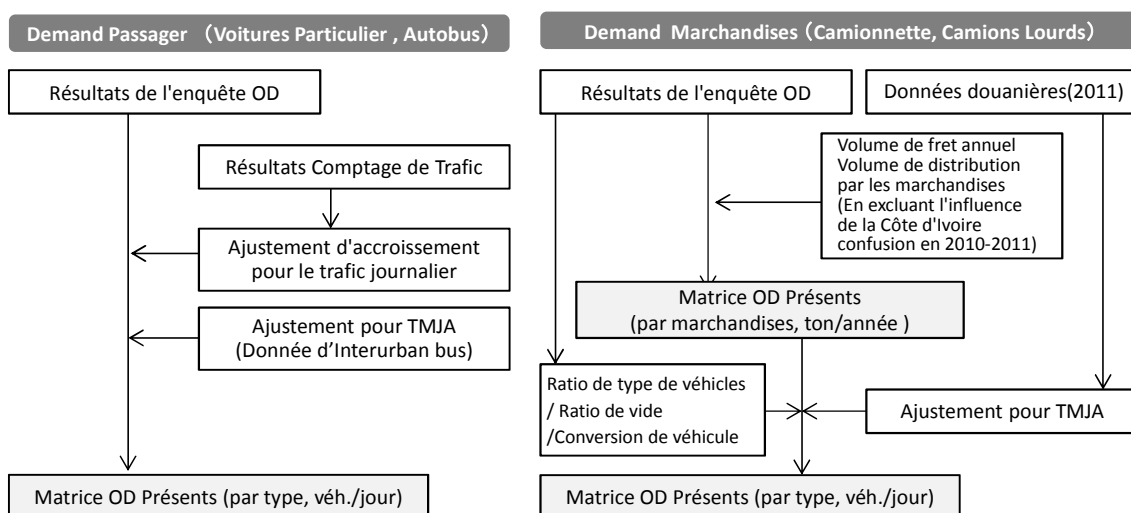 Demand Passager （Voitures Particulier , Autobus）
Résultats de l'enquête OD
Résultats Comptage de Trafic
Ajustement d'accroissement
pour le trafic journalier
Ajustement pour TMJA
(Donnée d’Interurban bus)
Matrice OD Présents (par type, véh./jour)
Demand Marchandises（Camionnette, Camions Lourds）
Résultats de l'enquête OD
Données douanières(2011)
Volume de fret annuel
Volume de distribution
par les marchandises
(En excluant l'influence
de la Côte d'Ivoire
confusion en 2010-2011)
Matrice OD Présents
(par marchandises, ton/année )
Ratio de type de véhicles
/ Ratio de vide
/Conversion de véhicule
Ajustement pour TMJA
Matrice OD Présents (par type, véh./jour)